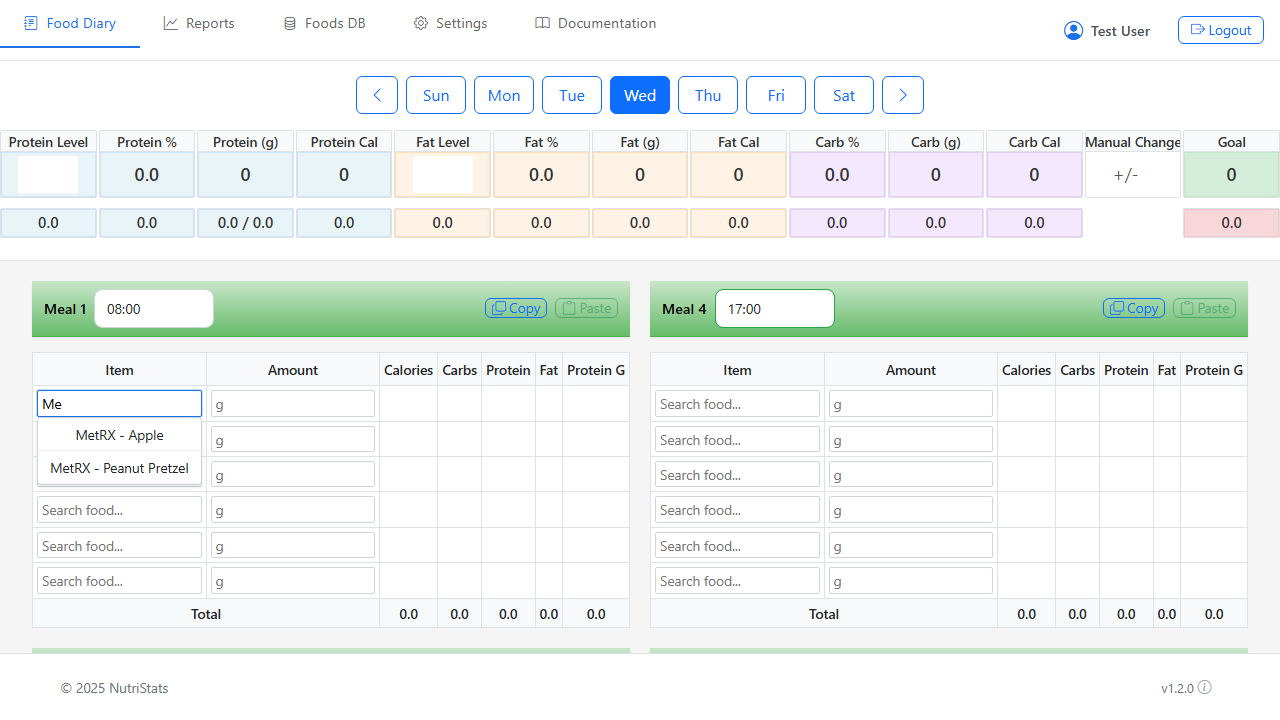 Food Diary Reports Foods DB Settings Documentation Test User Logout
Sun Mon Tue Wed Thu Fri Sat
Protein Level Protein % Protein (g) Protein Cal Fat Level Fat % Fat (g) Fat Cal Carb % Carb (g) Carb Cal Manual Change Goal
0.0 0 0 0.0 0 0 0.0 0 0 +/- 0
0.0 0.0 0.0 / 0.0 0.0 0.0 0.0 0.0 0.0 0.0 0.0 0.0 0.0
Meal 1 08:00 Copy Paste
Item Amount Calories Carbs Protein Fat Protein G
Me g
MetRX - Apple g
MetRX - Peanut Pretzel g
Search food... g
Search food... g
Search food... g
Total 0.0 0.0 0.0 0.0 0.0
Meal 4 17:00 Copy Paste
Item Amount Calories Carbs Protein Fat Protein G
Search food... g
Search food... g
Search food... g
Search food... g
Search food... g
Search food... g
Total 0.0 0.0 0.0 0.0 0.0
© 2025 NutriStats v1.2.0